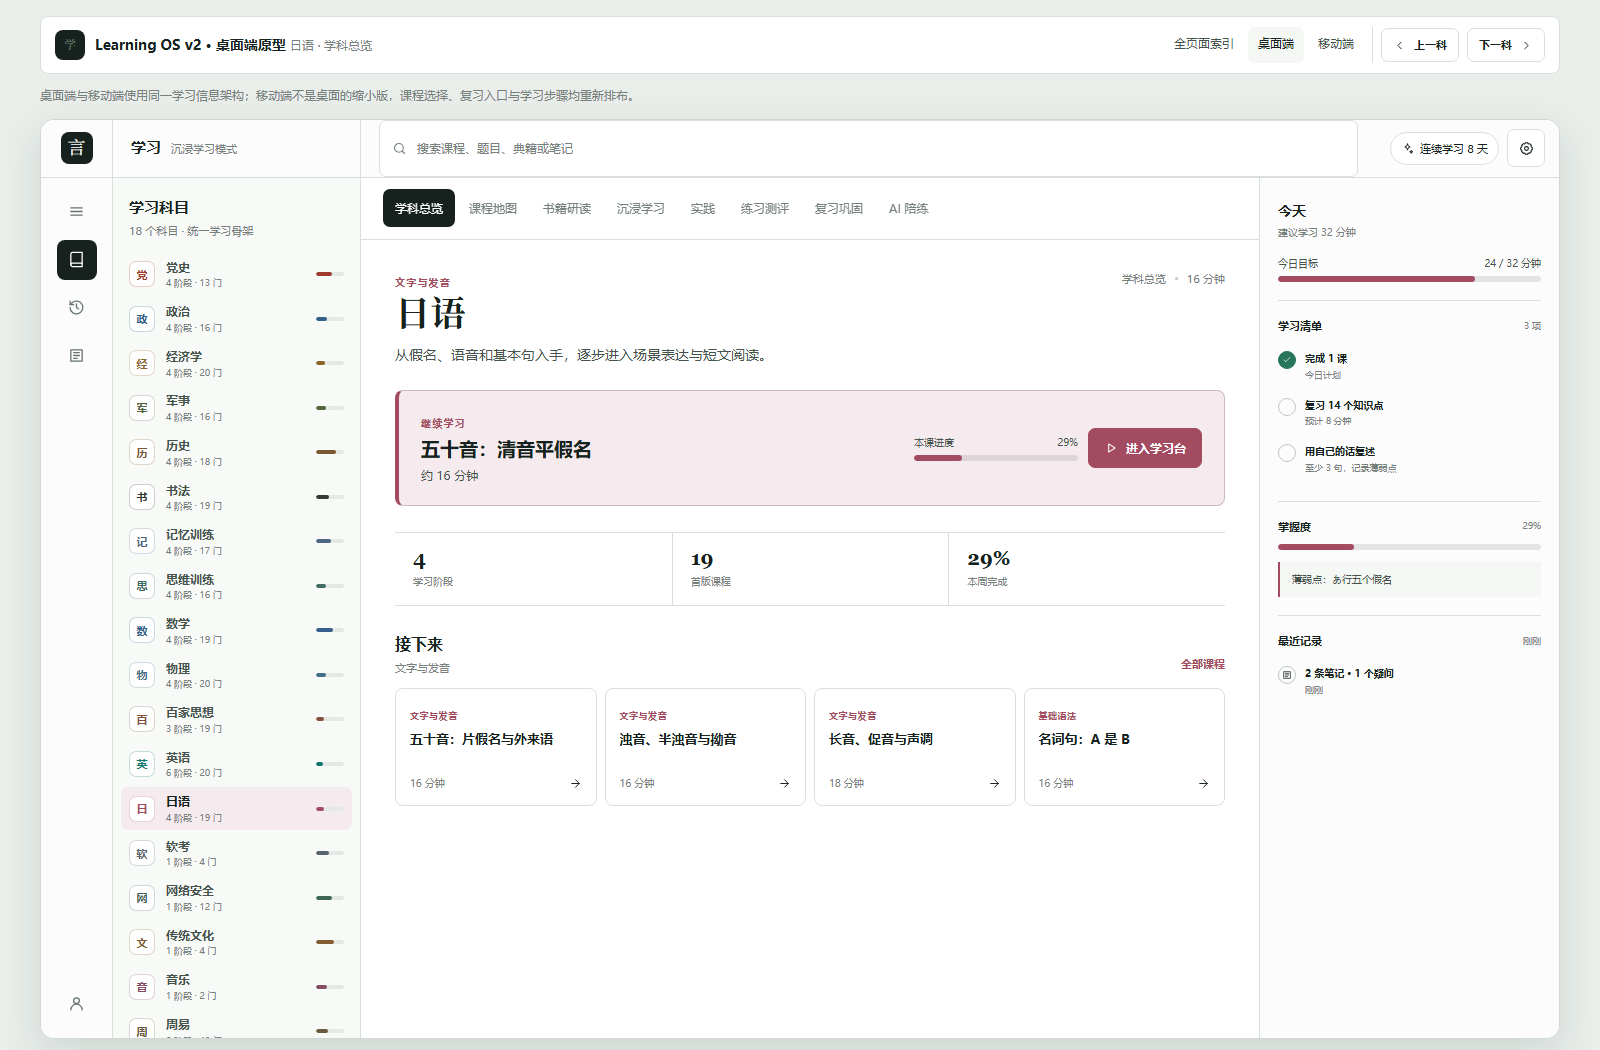 学
Learning OS v2 • 桌面端原型 日语 · 学科总览
全页面索引
桌面端
移动端
上一科
下一科
桌面端与移动端使用同一学习信息架构；移动端不是桌面的缩小版，课程选择、复习入口与学习步骤均重新排布。
言
学习 沉浸学习模式
搜索课程、题目、典籍或笔记
连续学习 8 天
学习科目
18 个科目 · 统一学习骨架
党
党史
4 阶段 · 13 门
政
政治
4 阶段 · 16 门
经
经济学
4 阶段 · 20 门
军
军事
4 阶段 · 16 门
历
历史
4 阶段 · 18 门
书
书法
4 阶段 · 19 门
记
记忆训练
4 阶段 · 17 门
思
思维训练
4 阶段 · 16 门
数
数学
4 阶段 · 19 门
物
物理
4 阶段 · 20 门
百
百家思想
3 阶段 · 19 门
英
英语
6 阶段 · 20 门
日
日语
4 阶段 · 19 门
软
软考
1 阶段 · 4 门
网
网络安全
1 阶段 · 12 门
文
传统文化
1 阶段 · 4 门
音
音乐
1 阶段 · 2 门
周
周易
学科总览
课程地图
书籍研读
沉浸学习
实践
练习测评
复习巩固
AI 陪练
文字与发音
学科总览 • 16 分钟
日语
从假名、语音和基本句入手，逐步进入场景表达与短文阅读。
继续学习
五十音：清音平假名
约 16 分钟
本课进度 29%
进入学习台
4
学习阶段
19
首版课程
29%
本周完成
接下来
文字与发音
全部课程
文字与发音
五十音：片假名与外来语
16 分钟
文字与发音
浊音、半浊音与拗音
16 分钟
文字与发音
长音、促音与声调
18 分钟
基础语法
名词句：A 是 B
16 分钟
今天
建议学习 32 分钟
今日目标 24 / 32 分钟
学习清单 3 项
完成 1 课
今日计划
复习 14 个知识点
预计 8 分钟
用自己的话复述
至少 3 句，记录薄弱点
掌握度 29%
薄弱点：あ行五个假名
最近记录 刚刚
2 条笔记 • 1 个疑问
刚刚